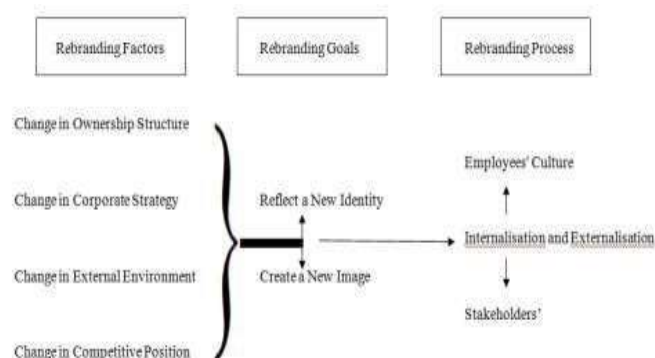 Rebranding Factors
Rebranding Goals
Rebranding Process
Change in Ownership Structure
Employees' Culture
Change in Corporate Strategy
Reflect a New Identity
Internalisation and Externalisation
Change in External Environment
Create a New Image
Stakeholders'
Change in Competitive Position